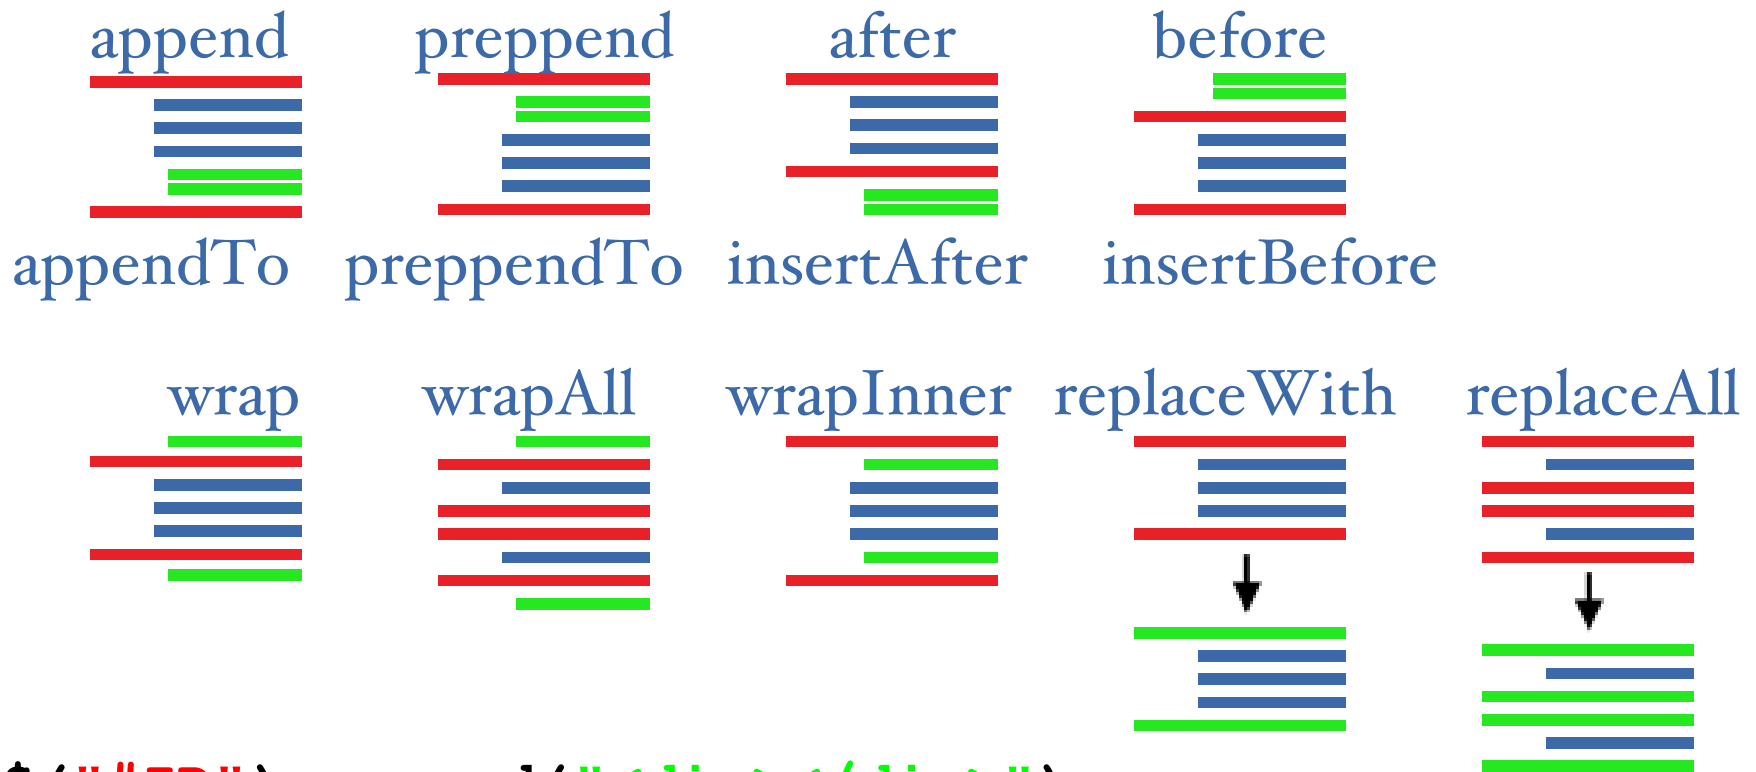 append preppend after before
appendTo preppendTo insertAfter insertBefore
wrap wrapAll wrapInner replaceWith replaceAll